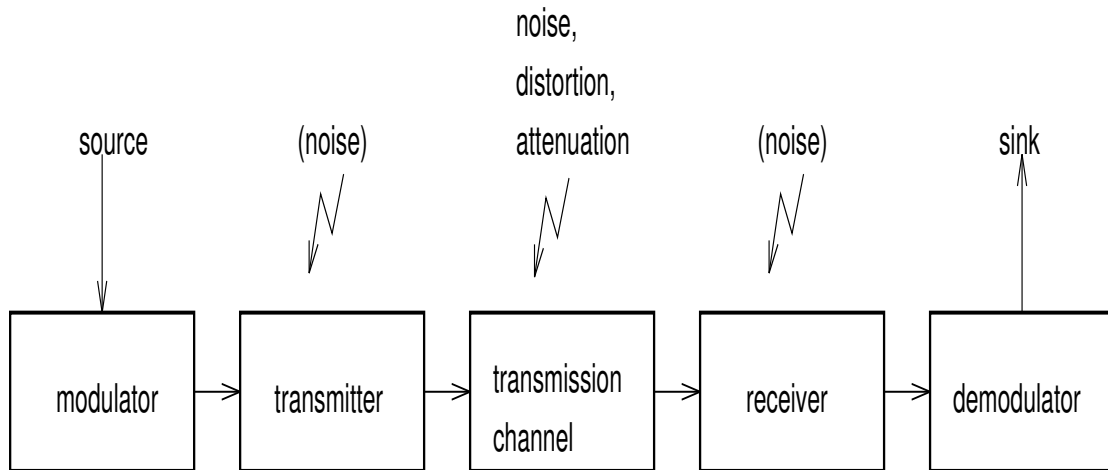 noise,
distortion,
attenuation
source
(noise)
(noise)
sink
modulator
transmitter
transmission
channel
receiver
demodulator